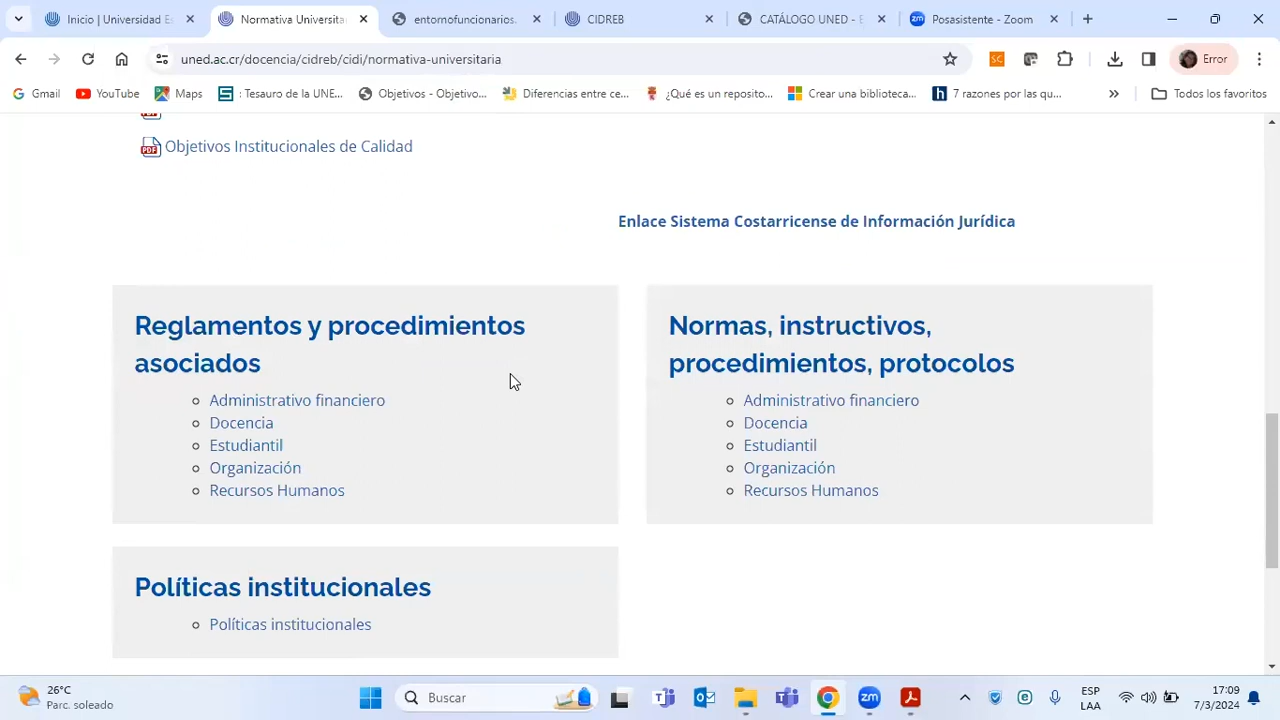 Inicio | Universidad Es
Normativa Universita
entornofuncionarios.
CIDREB
CATÁLOGO UNED - E
Posasistente - Zoom
uned.ac.cr/docencia/cidreb/cidi/normativa-universitaria
Error
Gmail
YouTube
Maps
: Tesauro de la UNE...
Objetivos - Objetivo...
Diferencias entre ce...
¿Qué es un reposito...
Crear una biblioteca...
7 razones por las qu...
Todos los favoritos
Objetivos Institucionales de Calidad
Enlace Sistema Costarricense de Información Jurídica
Reglamentos y procedimientos
asociados
Administrativo financiero
Docencia
Estudiantil
Organización
Recursos Humanos
Normas, instructivos,
procedimientos, protocolos
Administrativo financiero
Docencia
Estudiantil
Organización
Recursos Humanos
Políticas institucionales
Políticas institucionales
26°C
Parc. soleado
Buscar
ESP
LAA
17:09
7/3/2024